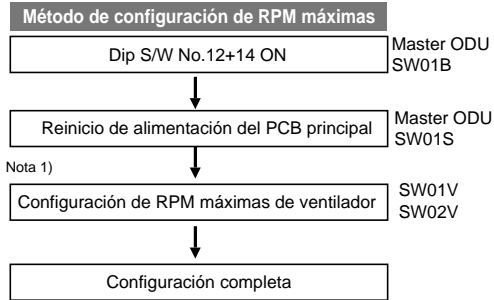 Método de configuración de RPM máximas
Dip S/W No.12+14 ON
Master ODU
SW01B
Reinicio de alimentación del PCB principal
Master ODU
SW01S
Nota 1)
Configuración de RPM máximas de ventilador
SW01V
SW02V
Configuración completa